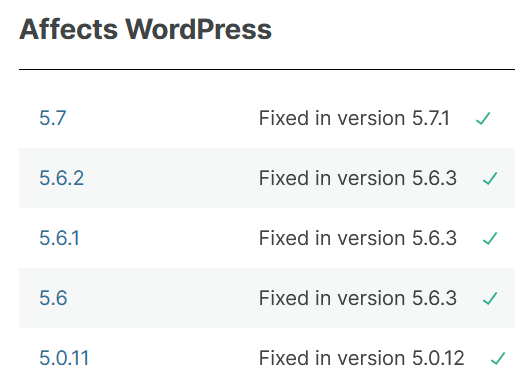 Affects WordPress
5.7 Fixed in version 5.7.1
5.6.2 Fixed in version 5.6.3
5.6.1 Fixed in version 5.6.3
5.6 Fixed in version 5.6.3
5.0.11 Fixed in version 5.0.12